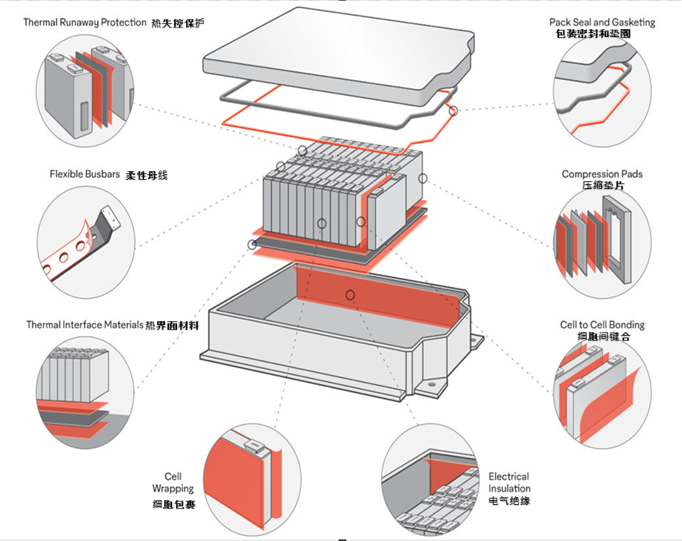 Thermal Runaway Protection 热失控保护
Pack Seal and Gasketing
包装密封和垫圈
Flexible Busbars 柔性母线
Compression Pads
压缩垫片
Thermal Interface Materials 热界面材料
Cell to Cell Bonding
细胞间键合
Cell
Wrapping
细胞包裹
Electrical
Insulation
电气绝缘